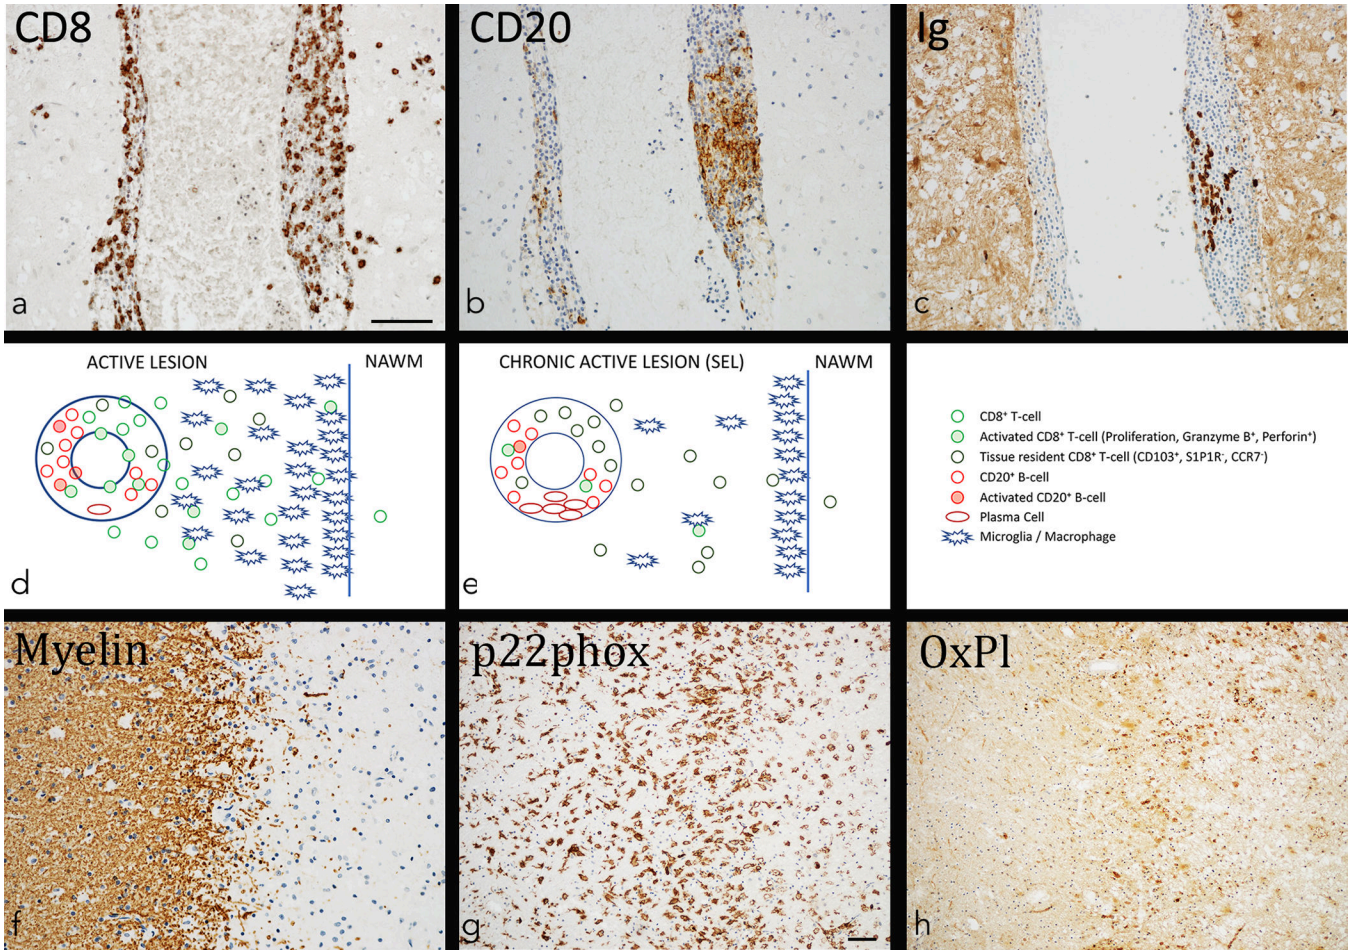 CD8
CD20
Ig
a
b
c
ACTIVE LESION
NAWM
CHRONIC ACTIVE LESION (SEL)
NAWM
CD8⁺ T-cell
Activated CD8⁺ T-cell (Proliferation, Granzyme B⁺, Perforin⁺)
Tissue resident CD8⁺ T-cell (CD103⁺, S1P1R⁻, CCR7⁻)
CD20⁺ B-cell
Activated CD20⁺ B-cell
Plasma Cell
Microglia / Macrophage
d
e
Myelin
p22phox
OxPl
f
g
h